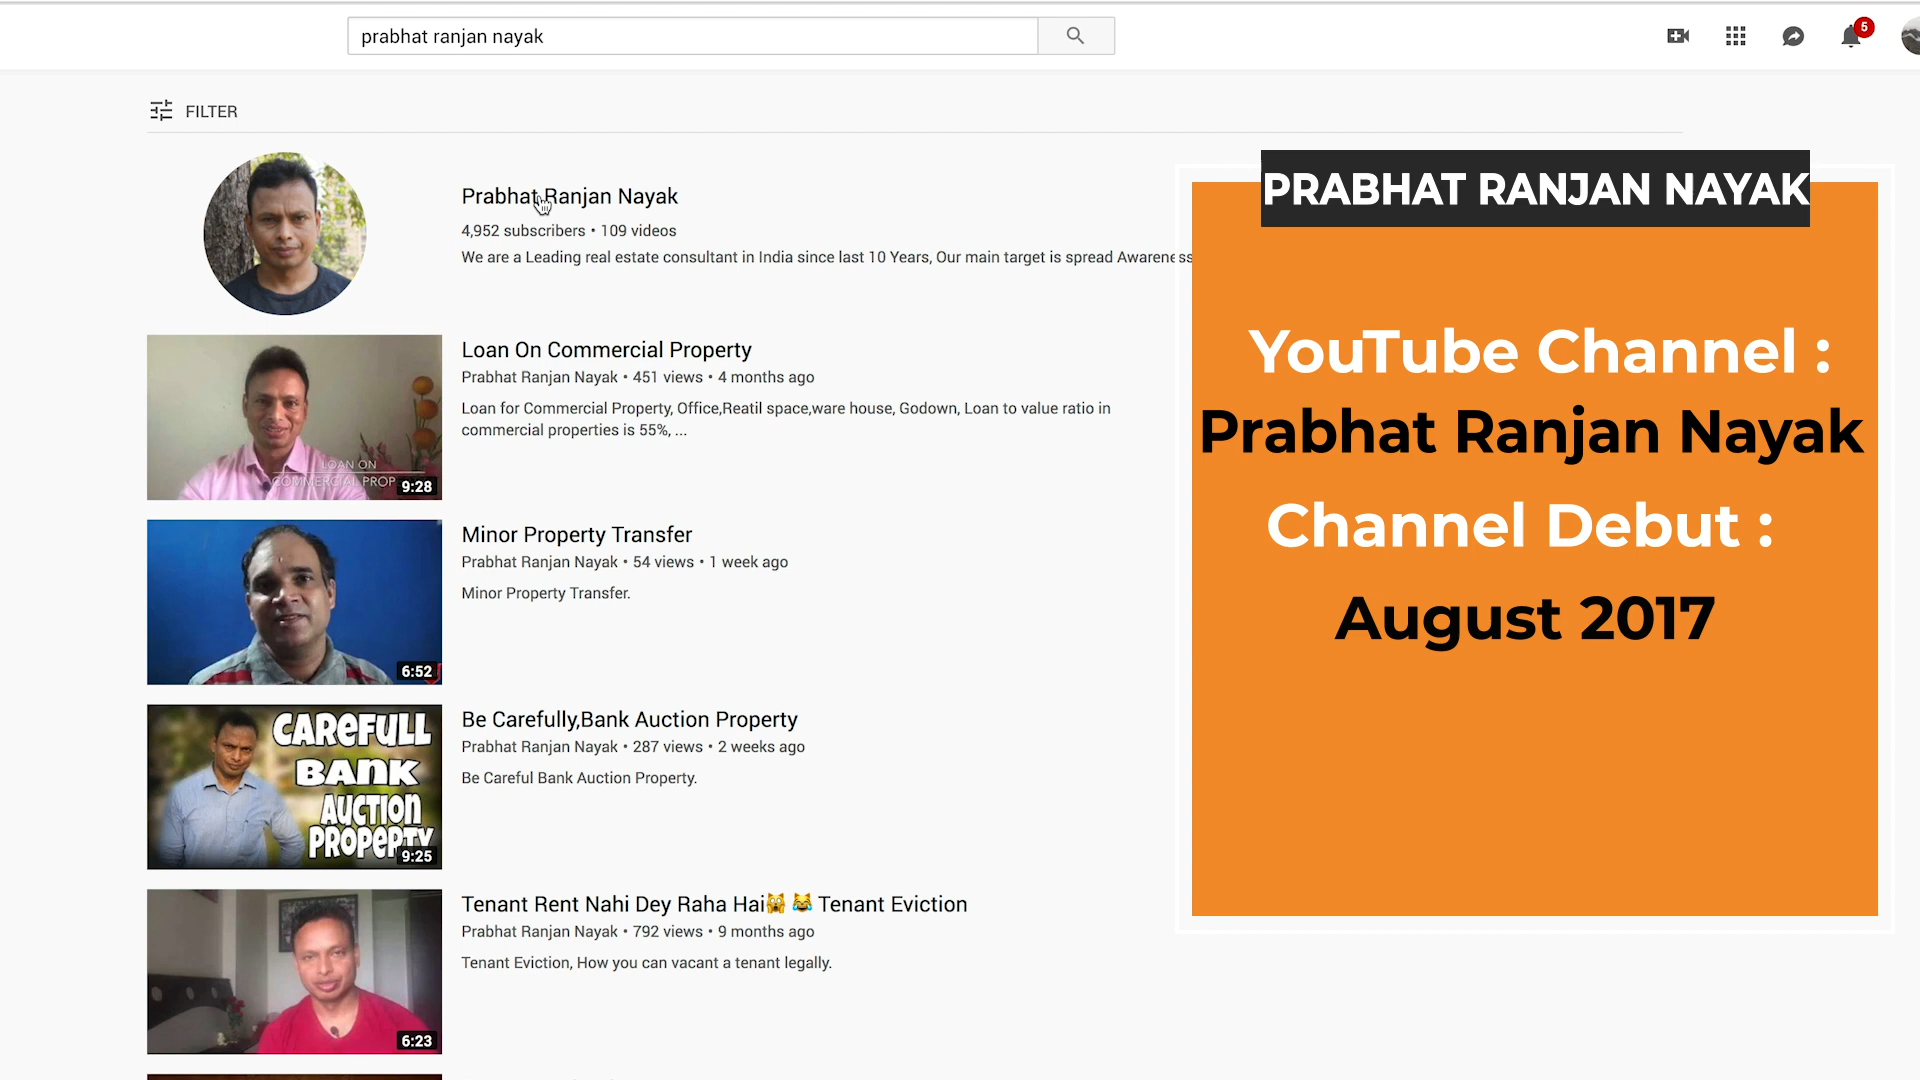 prabhat ranjan nayak
5
FILTER
Prabhat Ranjan Nayak
4,952 subscribers • 109 videos
We are a Leading real estate consultant in India since last 10 Years, Our main target is spread Awareness
Loan On Commercial Property
Prabhat Ranjan Nayak • 451 views • 4 months ago
Loan for Commercial Property, Office,Reatil space,ware house, Godown, Loan to value ratio in
commercial properties is 55%, ...
LOAN ON
COMMERCIAL PROP
9:28
Minor Property Transfer
Prabhat Ranjan Nayak • 54 views • 1 week ago
Minor Property Transfer.
6:52
Be Carefully,Bank Auction Property
Prabhat Ranjan Nayak • 287 views • 2 weeks ago
Be Careful Bank Auction Property.
CAREFULL
BANK
AUCTION
PROPERTY
9:25
Tenant Rent Nahi Dey Raha Hai🙀 😹 Tenant Eviction
Prabhat Ranjan Nayak • 792 views • 9 months ago
Tenant Eviction, How you can vacant a tenant legally.
6:23
PRABHAT RANJAN NAYAK
YouTube Channel :
Prabhat Ranjan Nayak
Channel Debut :
August 2017